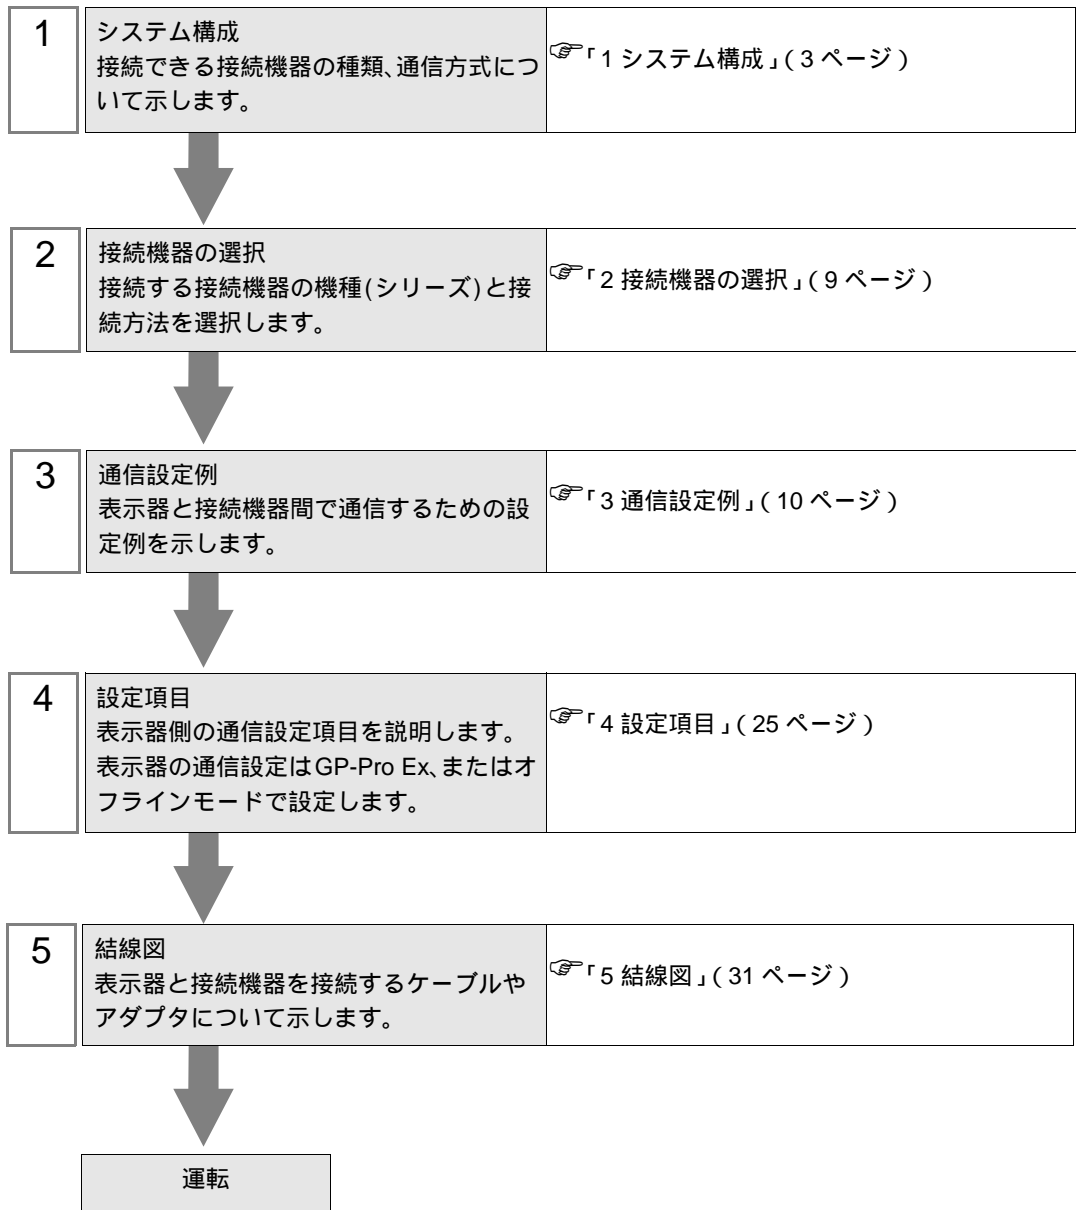 1
システム構成
接続できる接続機器の種類、通信方式につ
いて示します。
☞「1 システム構成」(3 ページ)
2
接続機器の選択
接続する接続機器の機種(シリーズ)と接
続方法を選択します。
☞「2 接続機器の選択」(9 ページ)
3
通信設定例
表示器と接続機器間で通信するための設
定例を示します。
☞「3 通信設定例」(10 ページ)
4
設定項目
表示器側の通信設定項目を説明します。
表示器の通信設定はGP-Pro Ex、またはオ
フラインモードで設定します。
☞「4 設定項目」(25 ページ)
5
結線図
表示器と接続機器を接続するケーブルや
アダプタについて示します。
☞「5 結線図」(31 ページ)
運転